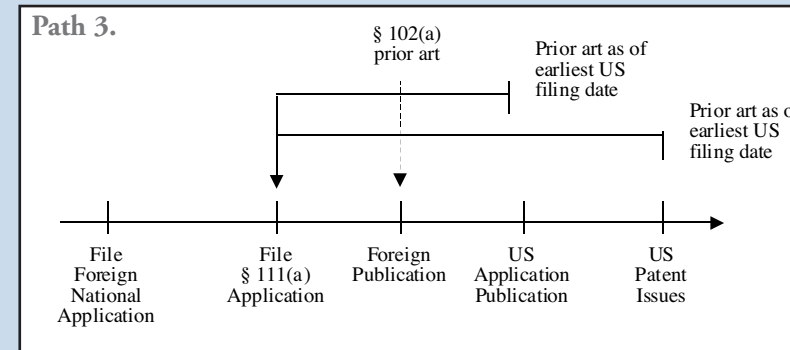 Path 3.
§ 102(a)
prior art
Prior art as of
earliest US
filing date
Prior art as o
earliest US
filing date
File
Foreign
National
Application
File
§ 111(a)
Application
Foreign
Publication
US
Application
Publication
US
Patent
Issues